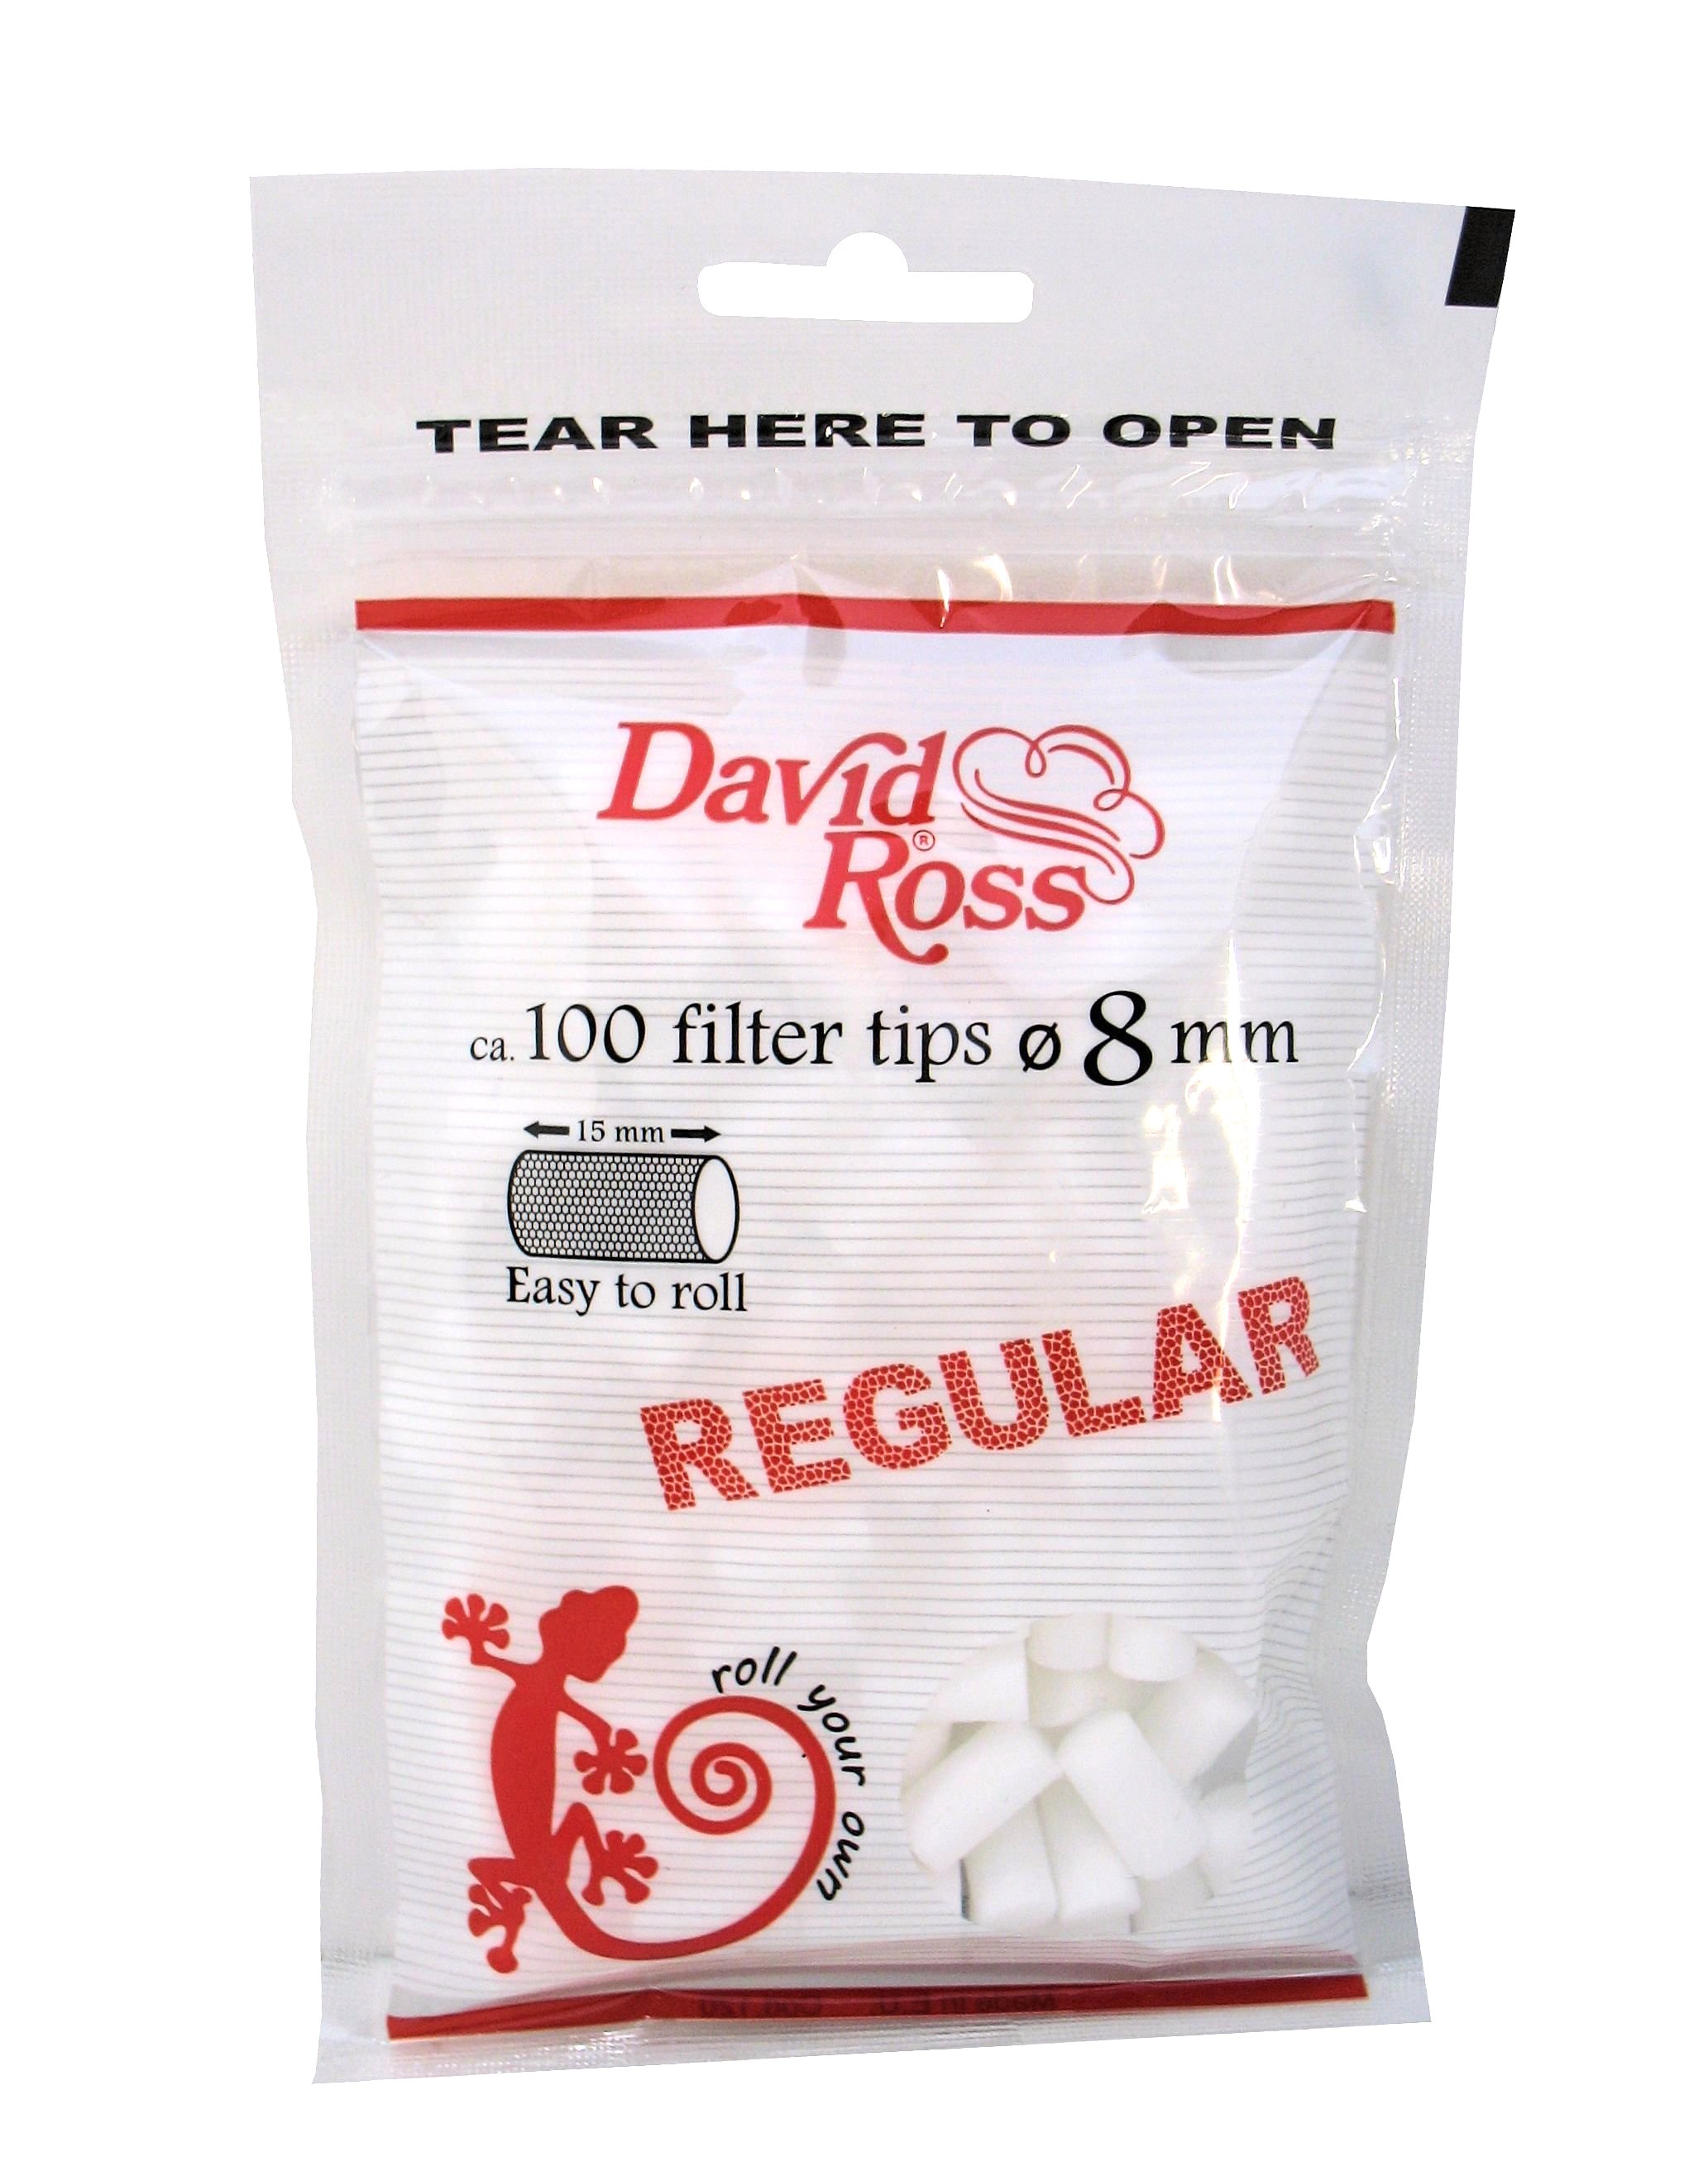 TEAR HERE TO OPEN
David
Ross®
ca. 100 filter tips ø 8 mm
15 mm
Easy to roll
REGULAR
roll your own